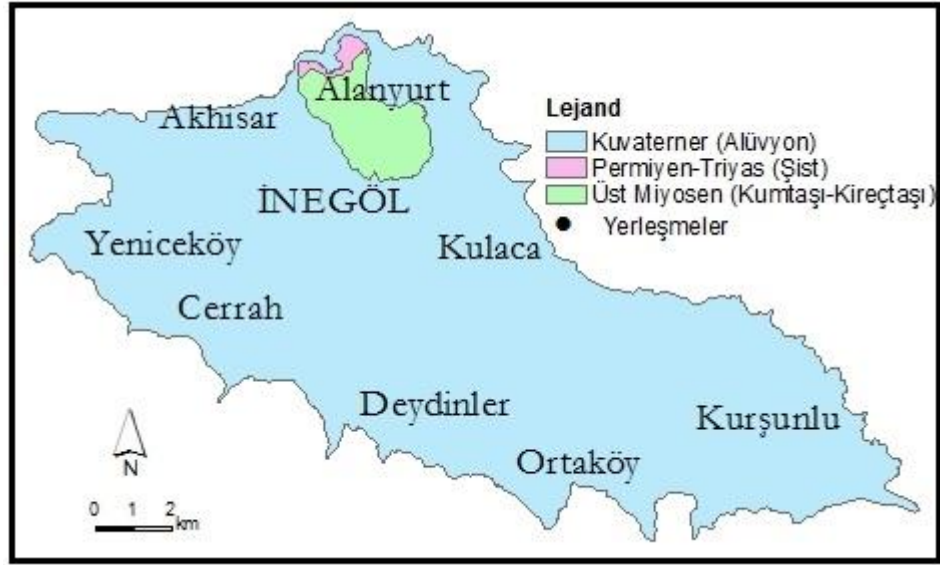 Alanyurt
Akhisar
Lejand
Kuvaterner (Alüvyon)
Permiyen-Triyas (Şist)
Üst Miyosen (Kumtaşı-Kireçtaşı)
Yerleşmeler
İNEGÖL
Yeniceköy
Kulaca
Cerrah
Deydinler
Kurşunlu
Ortaköy
N
0 1 2
km